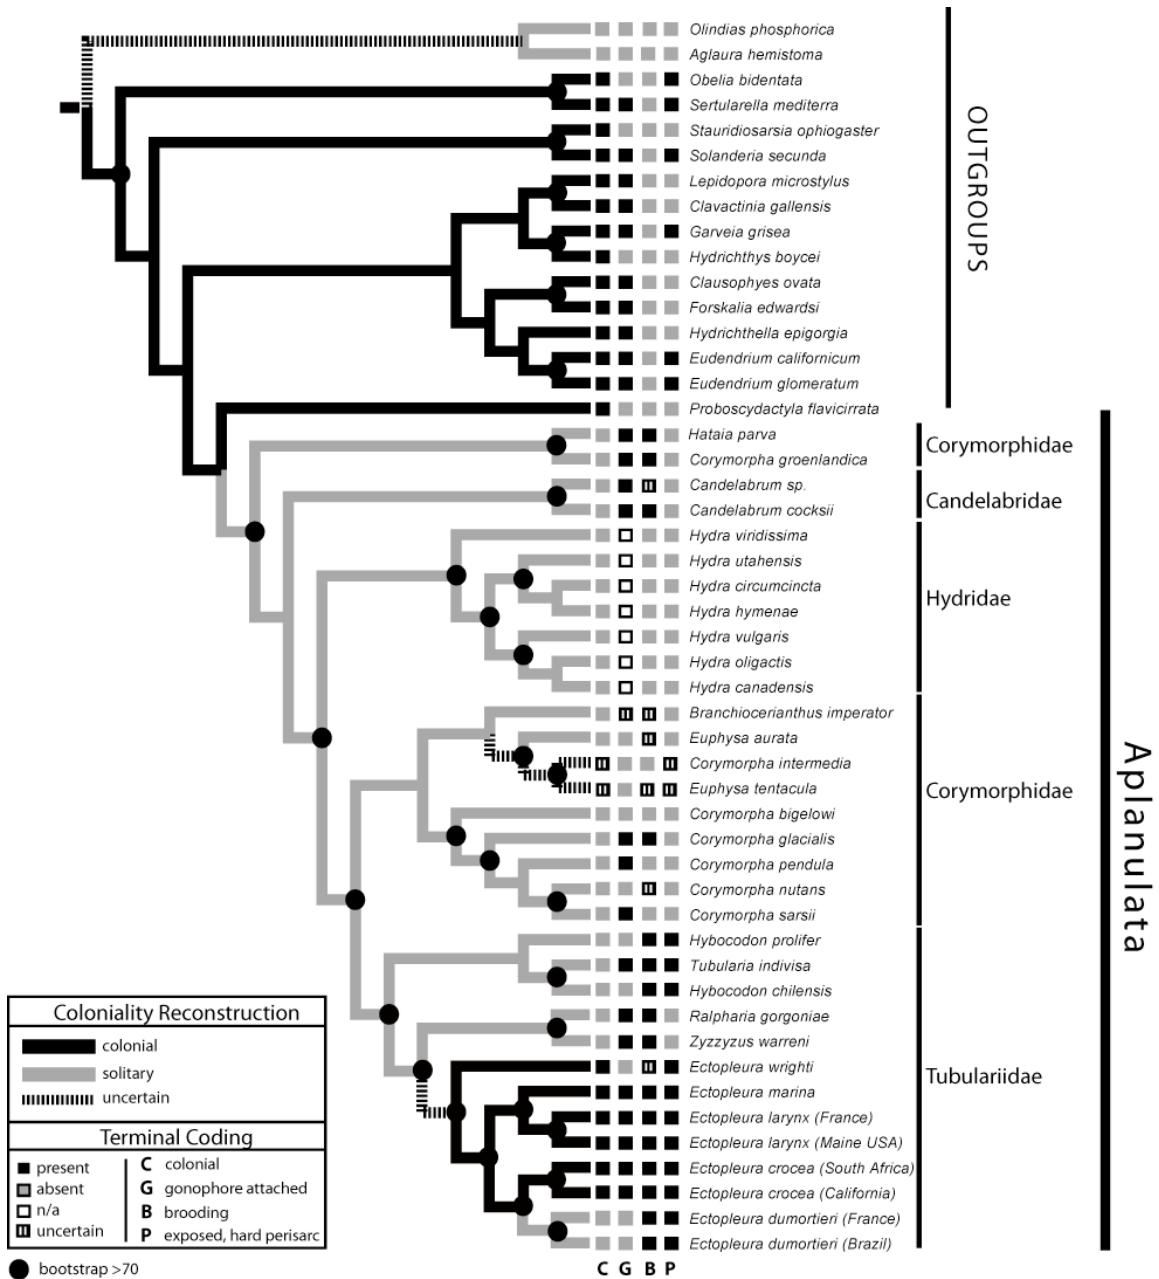 Olindias phosphorica
Aglaura hemistoma
Obelia bidentata
Sertularella mediterra
Stauridiosarsia ophiogaster
Solanderia secunda
Lepidopora microstylus
Clavactinia gallensis
Garveia grisea
Hydrichthys boycei
Clausophyes ovata
Forskalia edwardsi
Hydrichthella epigorgia
Eudendrium californicum
Eudendrium glomeratum
Proboscydactyla flavicirrata
Hataia parva
Corymorpha groenlandica
Candelabrum sp.
Candelabrum cocksii
Hydra viridissima
Hydra utahensis
Hydra circumcincta
Hydra hymenae
Hydra vulgaris
Hydra oligactis
Hydra canadensis
Branchiocerianthus imperator
Euphysa aurata
Corymorpha intermedia
Euphysa tentacula
Corymorpha bigelowi
Corymorpha glacialis
Corymorpha pendula
Corymorpha nutans
Corymorpha sarsii
Hybocodon prolifer
Tubularia indivisa
Hybocodon chilensis
Ralpharia gorgoniae
Zyzzyzus warreni
Ectopleura wrighti
Ectopleura marina
Ectopleura larynx (France)
Ectopleura larynx (Maine USA)
Ectopleura crocea (South Africa)
Ectopleura crocea (California)
Ectopleura dumortieri (France)
Ectopleura dumortieri (Brazil)
C G B P
OUTGROUPS
Corymorphidae
Candelabridae
Hydridae
Corymorphidae
Tubulariidae
Aplanulata
Coloniality Reconstruction
colonial
solitary
uncertain
Terminal Coding
present
absent
n/a
uncertain
C colonial
G gonophore attached
B brooding
P exposed, hard perisarc
bootstrap >70